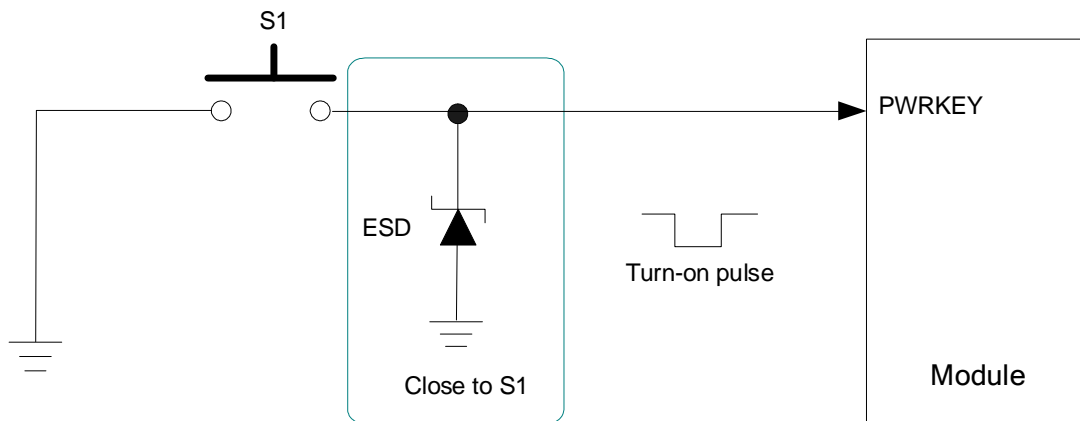 S1
PWRKEY
ESD
Turn-on pulse
Close to S1
Module